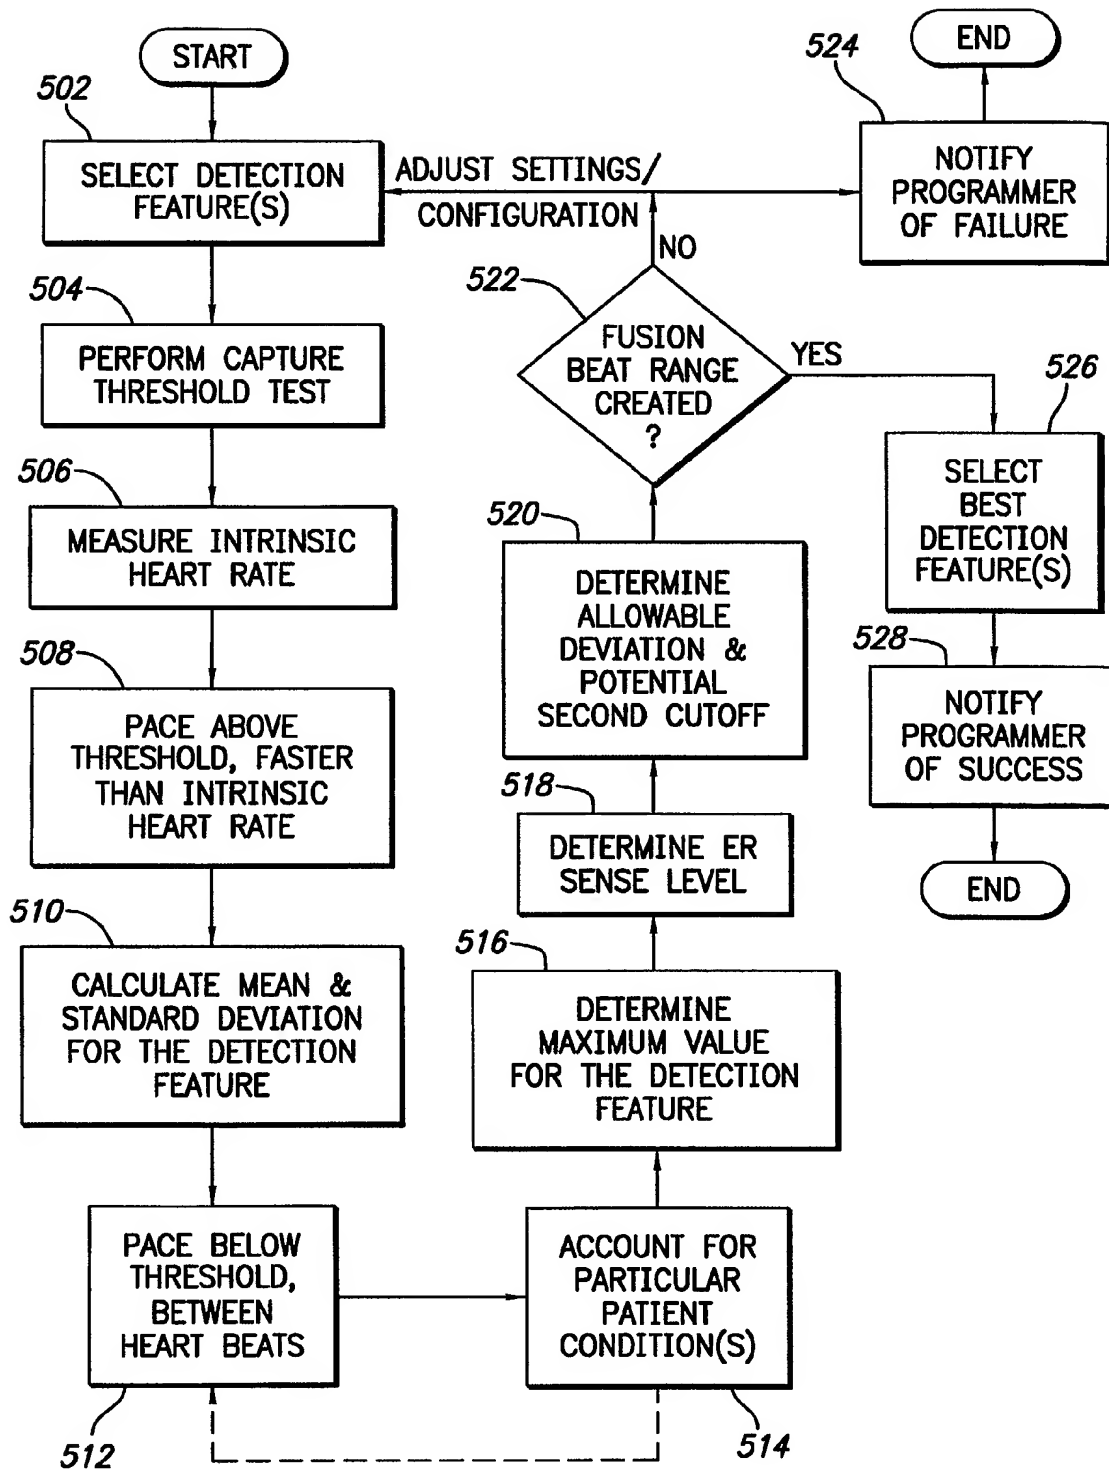 START
502
SELECT DETECTION
FEATURE(S)
504
PERFORM CAPTURE
THRESHOLD TEST
506
MEASURE INTRINSIC
HEART RATE
508
PACE ABOVE
THRESHOLD, FASTER
THAN INTRINSIC
HEART RATE
510
CALCULATE MEAN &
STANDARD DEVIATION
FOR THE DETECTION
FEATURE
PACE BELOW
THRESHOLD,
BETWEEN
HEART BEATS
512
ACCOUNT FOR
PARTICULAR
PATIENT
CONDITION(S)
514
516
DETERMINE
MAXIMUM VALUE
FOR THE DETECTION
FEATURE
518
DETERMINE ER
SENSE LEVEL
520
DETERMINE
ALLOWABLE
DEVIATION &
POTENTIAL
SECOND CUTOFF
522
FUSION
BEAT RANGE
CREATED
?
NO
ADJUST SETTINGS/
CONFIGURATION
524
NOTIFY
PROGRAMMER
OF FAILURE
END
YES
526
SELECT
BEST
DETECTION
FEATURE(S)
528
NOTIFY
PROGRAMMER
OF SUCCESS
END